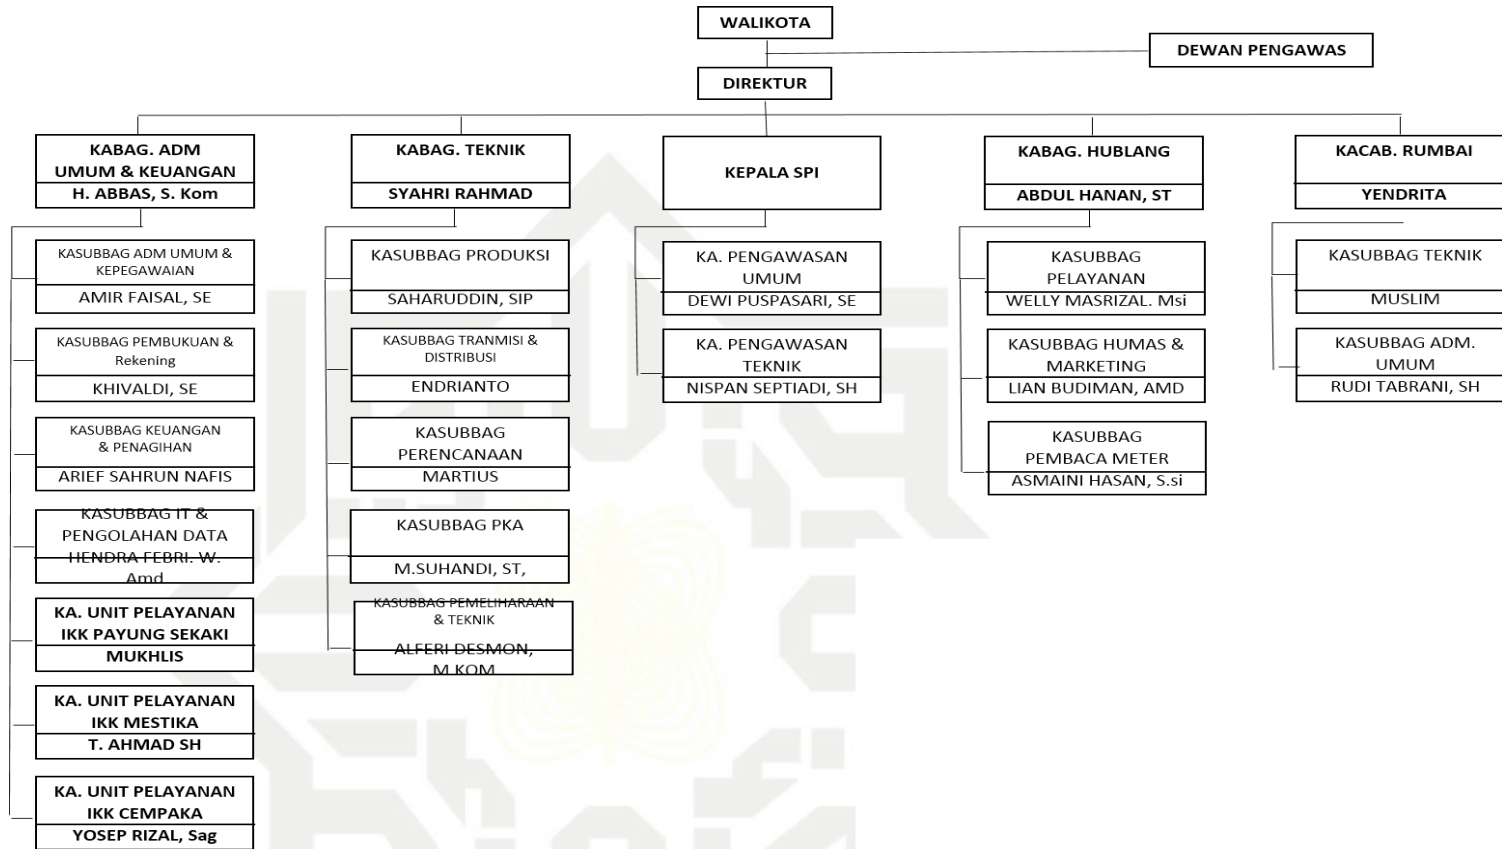 WALIKOTA
DEWAN PENGAWAS
DIREKTUR
KABAG. ADM
UMUM & KEUANGAN
H. ABBAS, S. Kom
KASUBBAG ADM UMUM &
KEPEGAWAIAN
AMIR FAISAL, SE
KASUBBAG PEMBUKUAN &
Rekening
KHIVALDI, SE
KASUBBAG KEUANGAN
& PENAGIHAN
ARIEF SAHRUN NAFIS
KASUBBAG IT &
PENGOLAHAN DATA
HENDRA FEBRI. W.
Amd
KA. UNIT PELAYANAN
IKK PAYUNG SEKAKI
MUKHLIS
KA. UNIT PELAYANAN
IKK MESTIKA
T. AHMAD SH
KA. UNIT PELAYANAN
IKK CEMPAKA
YOSEP RIZAL, Sag
KABAG. TEKNIK
SYAHRI RAHMAD
KASUBBAG PRODUKSI
SAHARUDDIN, SIP
KASUBBAG TRANMISI &
DISTRIBUSI
ENDRIANTO
KASUBBAG
PERENCANAAN
MARTIUS
KASUBBAG PKA
M.SUHANDI, ST,
KASUBBAG PEMELIHARAAN
& TEKNIK
ALFERI DESMON,
M KOM
KEPALA SPI
KA. PENGAWASAN
UMUM
DEWI PUSPASARI, SE
KA. PENGAWASAN
TEKNIK
NISPAN SEPTIADI, SH
KABAG. HUBLANG
ABDUL HANAN, ST
KASUBBAG
PELAYANAN
WELLY MASRIZAL. Msi
KASUBBAG HUMAS &
MARKETING
LIAN BUDIMAN, AMD
KASUBBAG
PEMBACA METER
ASMAINI HASAN, S.si
KACAB. RUMBAI
YENDRITA
KASUBBAG TEKNIK
MUSLIM
KASUBBAG ADM.
UMUM
RUDI TABRANI, SH